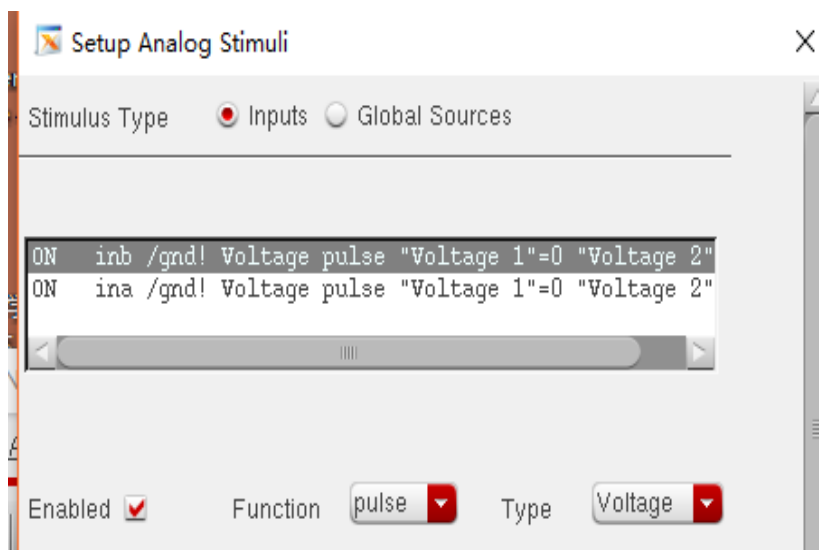 Setup Analog Stimuli
Stimulus Type Inputs Global Sources
ON inb /gnd! Voltage pulse "Voltage 1"=0 "Voltage 2"
ON ina /gnd! Voltage pulse "Voltage 1"=0 "Voltage 2"
Enabled Function pulse Type Voltage